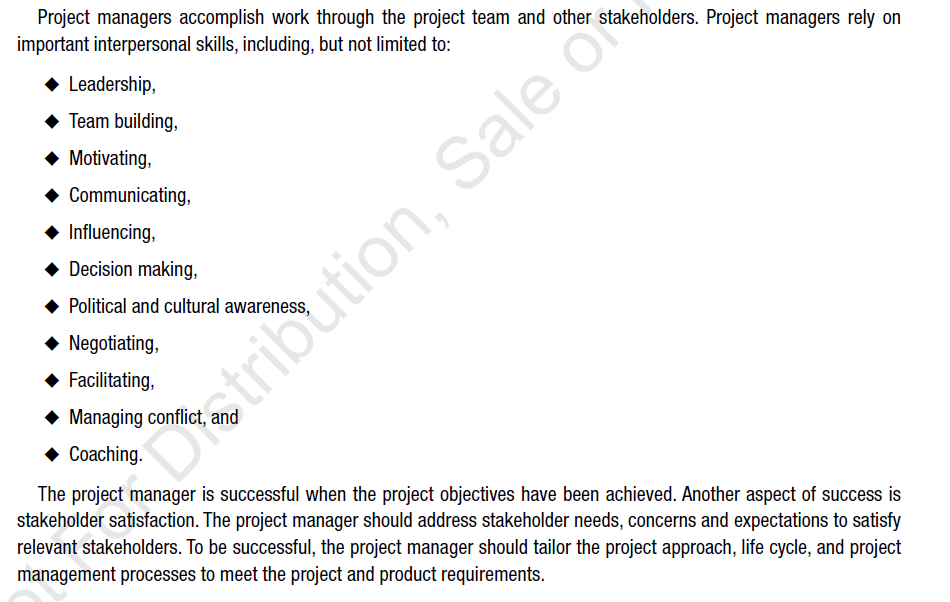 Project managers accomplish work through the project team and other stakeholders. Project managers rely on
important interpersonal skills, including, but not limited to:
◆ Leadership,
◆ Team building,
◆ Motivating,
◆ Communicating,
◆ Influencing,
◆ Decision making,
◆ Political and cultural awareness,
◆ Negotiating,
◆ Facilitating,
◆ Managing conflict, and
◆ Coaching.
The project manager is successful when the project objectives have been achieved. Another aspect of success is
stakeholder satisfaction. The project manager should address stakeholder needs, concerns and expectations to satisfy
relevant stakeholders. To be successful, the project manager should tailor the project approach, life cycle, and project
management processes to meet the project and product requirements.
For Distribution, Sale or